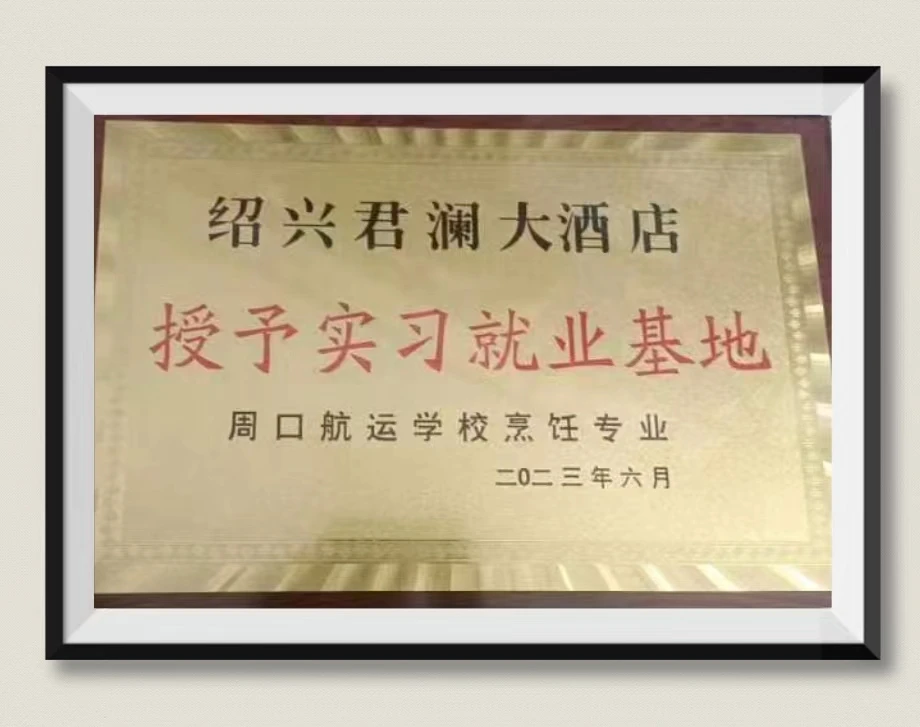 绍兴君澜大酒店
授予实习就业基地
周口航运学校烹饪专业
二0二三年六月